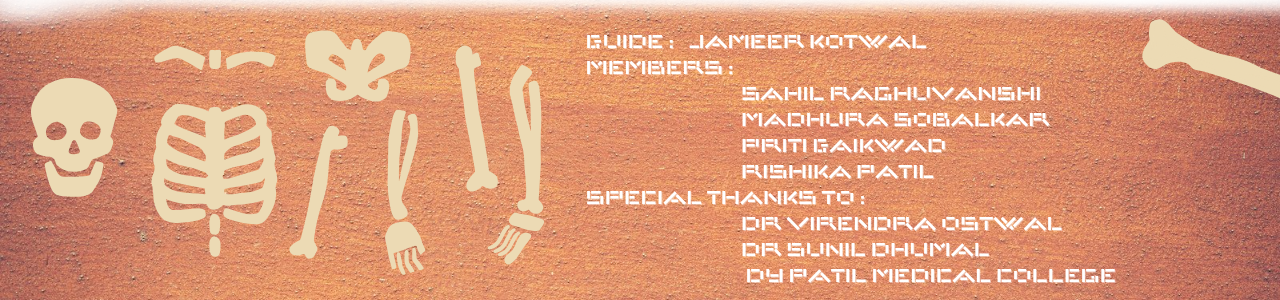 GUIDE: JAMEER KOTWAL
MEMBERS:
SAHIL RAGHUVANSHI
MADHURA SOBALKAR
PRITI GAIKWAD
RISHIKA PATIL
SPECIAL THANKS TO:
DR VIRENDRA OSTWAL
DR SUNIL DHUMAL
DY PATIL MEDICAL COLLEGE